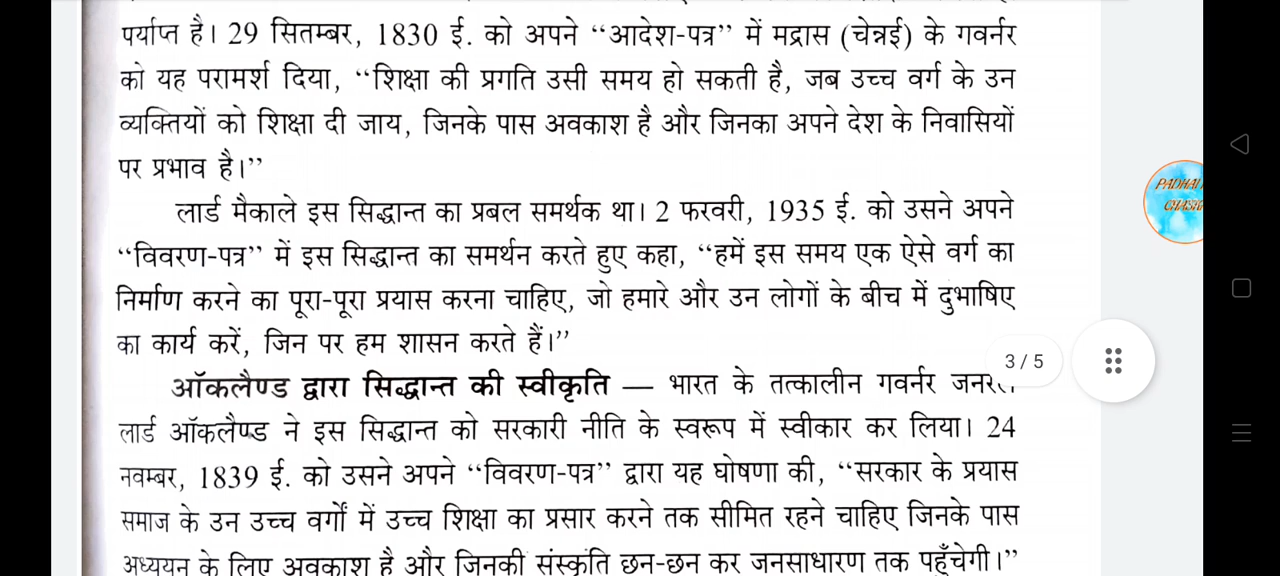 पर्याप्त है। 29 सितम्बर, 1830 ई. को अपने “आदेश-पत्र” में मद्रास (चेन्नई) के गवर्नर
को यह परामर्श दिया, “शिक्षा की प्रगति उसी समय हो सकती है, जब उच्च वर्ग के उन
व्यक्तियों को शिक्षा दी जाय, जिनके पास अवकाश है और जिनका अपने देश के निवासियों
पर प्रभाव है।”
लार्ड मैकाले इस सिद्धान्त का प्रबल समर्थक था। 2 फरवरी, 1935 ई. को उसने अपने
“विवरण-पत्र” में इस सिद्धान्त का समर्थन करते हुए कहा, “हमें इस समय एक ऐसे वर्ग का
निर्माण करने का पूरा-पूरा प्रयास करना चाहिए, जो हमारे और उन लोगों के बीच में दुभाषिए
का कार्य करें, जिन पर हम शासन करते हैं।”
3 / 5
ऑकलैण्ड द्वारा सिद्धान्त की स्वीकृति — भारत के तत्कालीन गवर्नर जनरल
लार्ड ऑकलैण्ड ने इस सिद्धान्त को सरकारी नीति के स्वरूप में स्वीकार कर लिया। 24
नवम्बर, 1839 ई. को उसने अपने “विवरण-पत्र” द्वारा यह घोषणा की, “सरकार के प्रयास
समाज के उन उच्च वर्गों में उच्च शिक्षा का प्रसार करने तक सीमित रहने चाहिए जिनके पास
अध्ययन के लिए अवकाश है और जिनकी संस्कृति छन-छन कर जनसाधारण तक पहुँचेगी।”
PADHAI